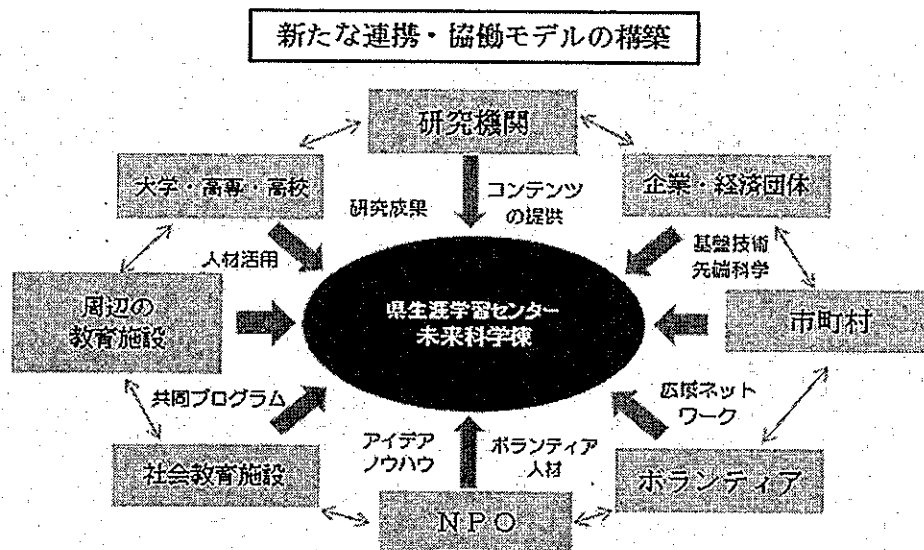 新たな連携・協働モデルの構築
研究機関
大学・高専・高校
企業・経済団体
研究成果
コンテンツ
の提供
人材活用
基盤技術
先端科学
周辺の
教育施設
県生涯学習センター
未来科学棟
市町村
共同プログラム
広域ネット
ワーク
社会教育施設
アイデア
ノウハウ
ボランティア
人材
ボランティア
NPO